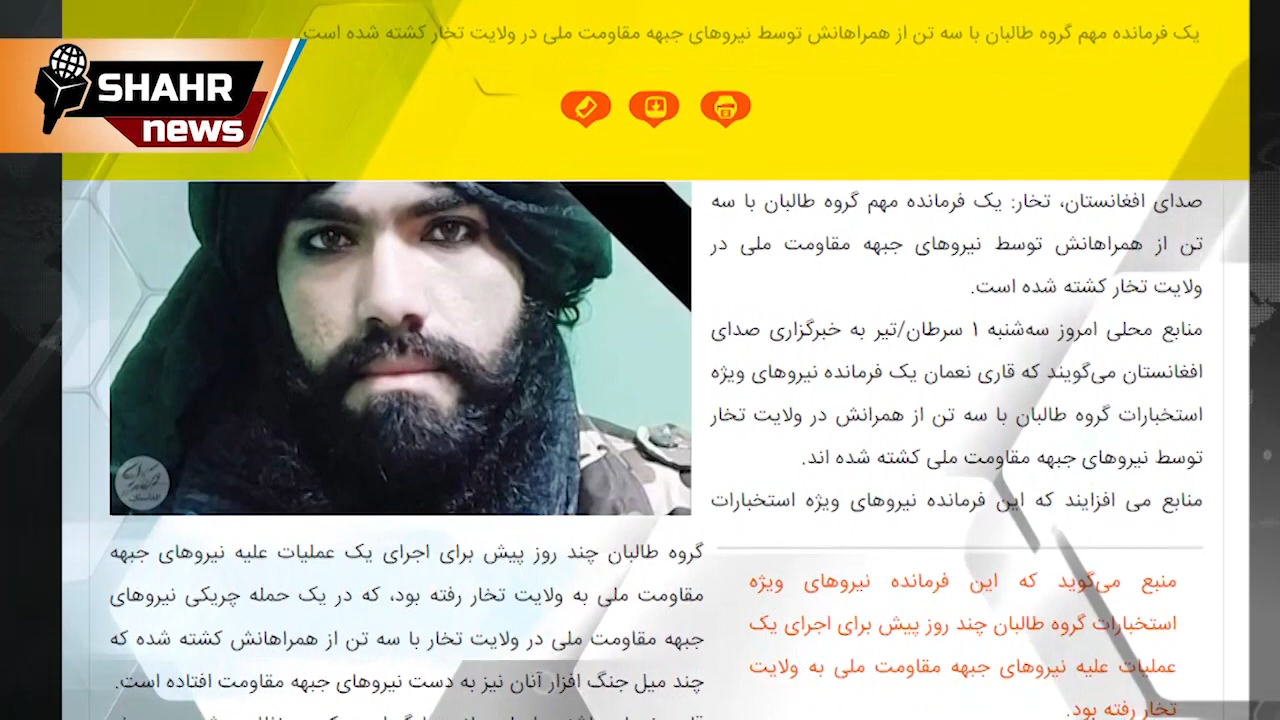 یک فرمانده مهم گروه طالبان با سه تن از همراهانش توسط نیروهای جبهه مقاومت ملی در ولایت تخار کشته شده است
SHAHR
news
صدای افغانستان، تخار: یک فرمانده مهم گروه طالبان با سه
تن از همراهانش توسط نیروهای جبهه مقاومت ملی در
ولایت تخار کشته شده است.
منابع محلی امروز سه‌شنبه ۱ سرطان/تیر به خبرگزاری صدای
افغانستان می‌گویند که قاری نعمان یک فرمانده نیروهای ویژه
استخبارات گروه طالبان با سه تن از همرانش در ولایت تخار
توسط نیروهای جبهه مقاومت ملی کشته شده اند.
منابع می افزایند که این فرمانده نیروهای ویژه استخبارات
گروه طالبان چند روز پیش برای اجرای یک عملیات علیه نیروهای جبهه
مقاومت ملی به ولایت تخار رفته بود، که در یک حمله چریکی نیروهای
جبهه مقاومت ملی در ولایت تخار با سه تن از همراهانش کشته شده که
چند میل جنگ افزار آنان نیز به دست نیروهای جبهه مقاومت افتاده است.
منبع می‌گوید که این فرمانده نیروهای ویژه
استخبارات گروه طالبان چند روز پیش برای اجرای یک
عملیات علیه نیروهای جبهه مقاومت ملی به ولایت
تخار رفته بود.